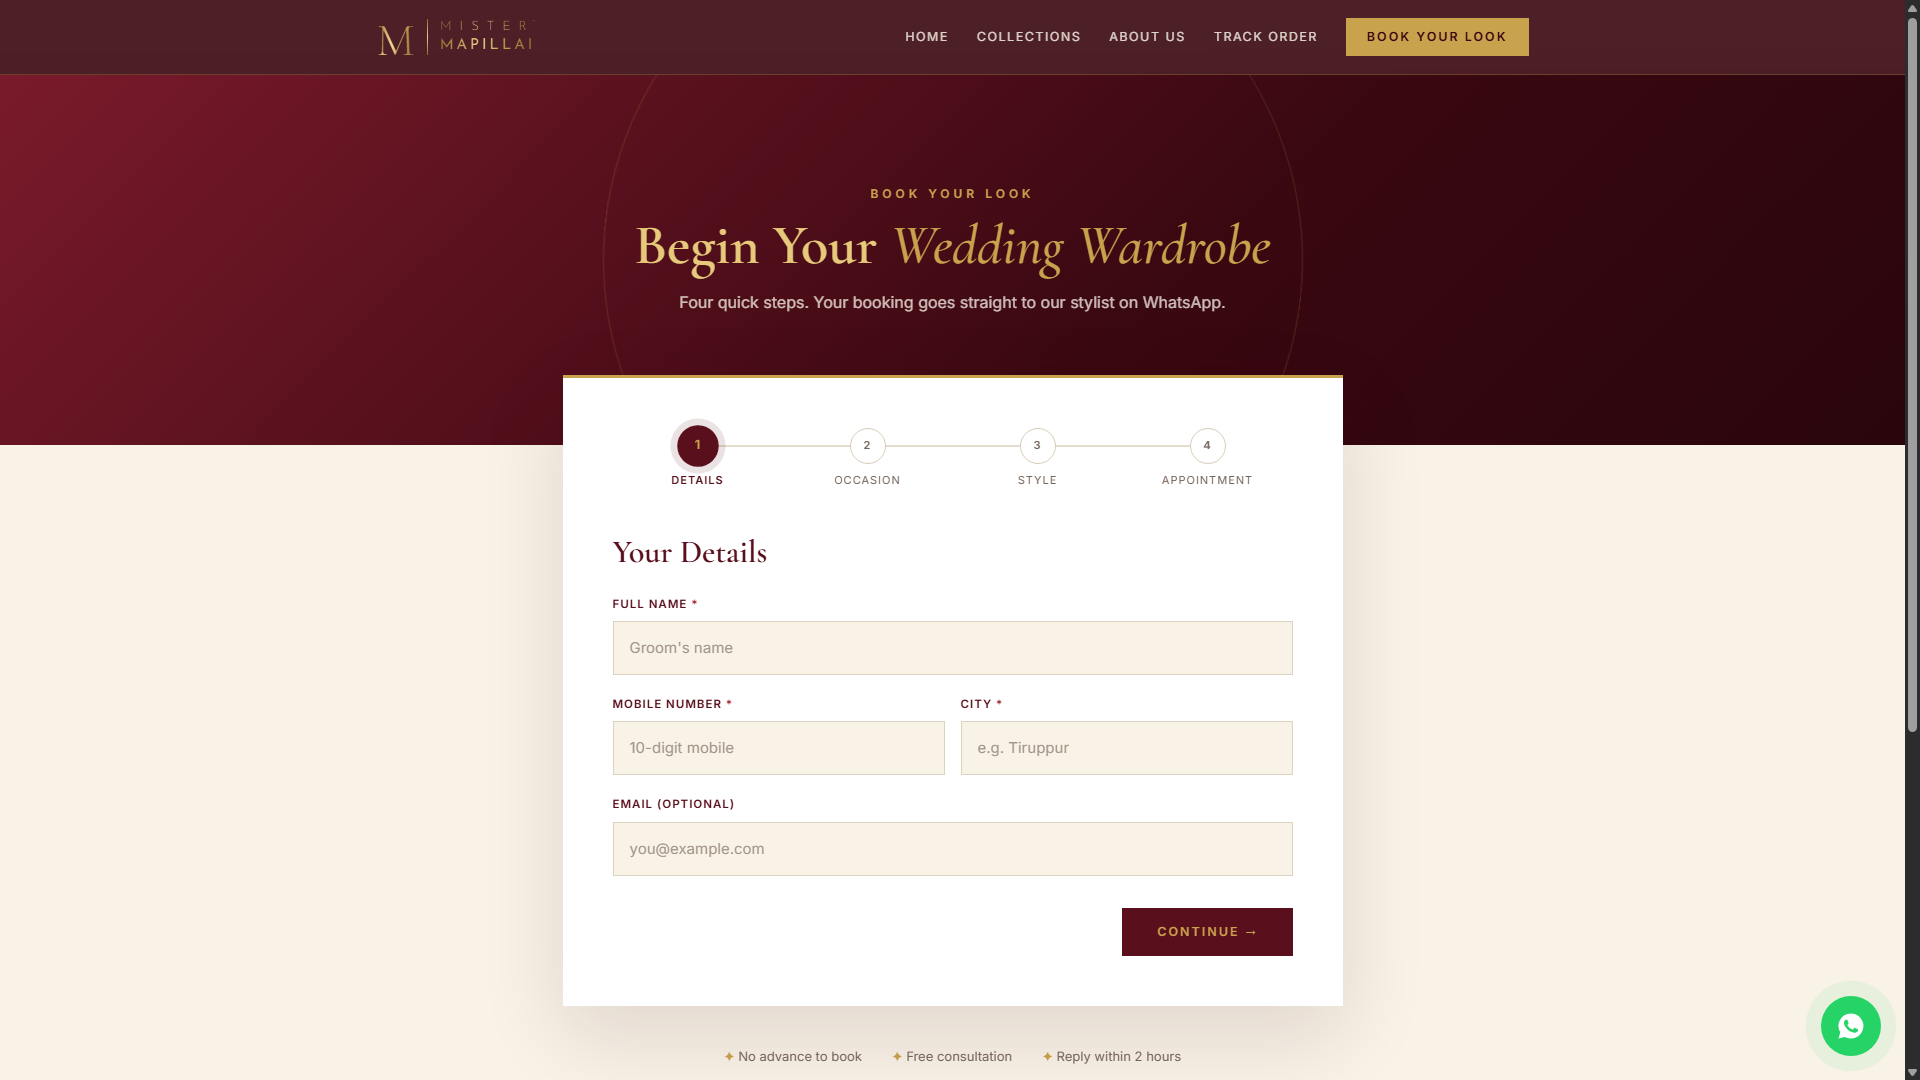 M MISTER
MAPILLAI
HOME COLLECTIONS ABOUT US TRACK ORDER BOOK YOUR LOOK
BOOK YOUR LOOK
Begin Your Wedding Wardrobe
Four quick steps. Your booking goes straight to our stylist on WhatsApp.
1 2 3 4
DETAILS OCCASION STYLE APPOINTMENT
Your Details
FULL NAME *
Groom's name
MOBILE NUMBER * CITY *
10-digit mobile e.g. Tiruppur
EMAIL (OPTIONAL)
you@example.com
CONTINUE →
✦ No advance to book ✦ Free consultation ✦ Reply within 2 hours